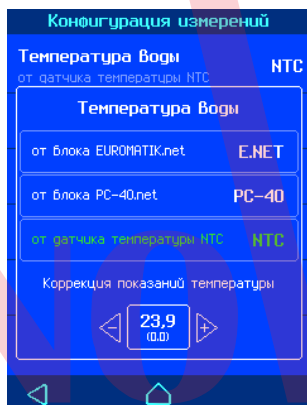 Конфигурация измерений
Температура воды
от датчика температуры NTC
NTC
Температура воды
от блока EUROMATIK.net E.NET
от блока PC-40.net PC-40
от датчика температуры NTC NTC
Коррекция показаний температуры
- 23,9 +
(0.0)